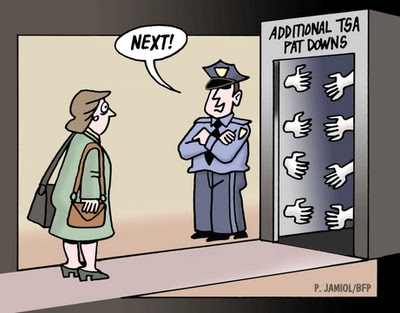 ADDITIONAL TSA
PAT DOWNS
NEXT!
P. JAMIOL/BFP